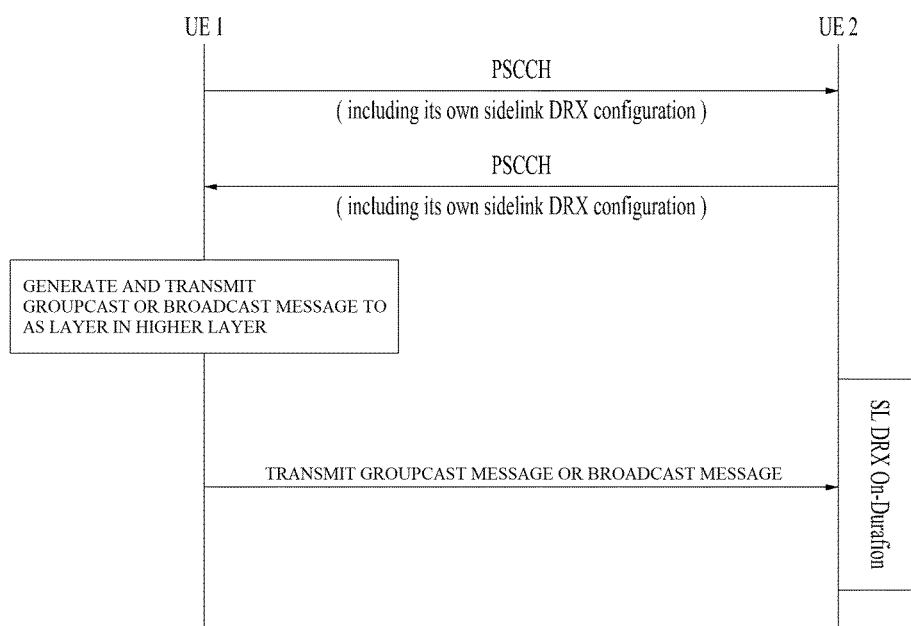 UE 1
UE 2
PSCCH
( including its own sidelink DRX configuration )
PSCCH
( including its own sidelink DRX configuration )
GENERATE AND TRANSMIT
GROUPCAST OR BROADCAST MESSAGE TO
AS LAYER IN HIGHER LAYER
SL DRX On-Durafion
TRANSMIT GROUPCAST MESSAGE OR BROADCAST MESSAGE